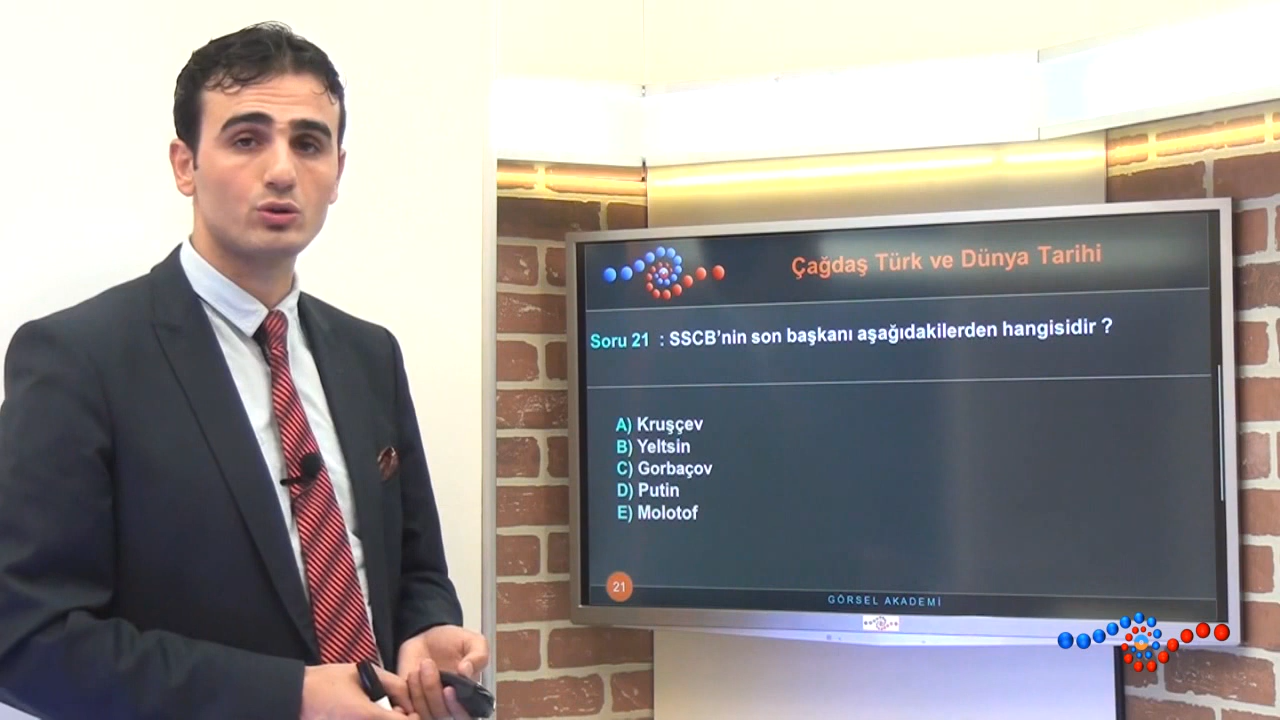 Çağdaş Türk ve Dünya Tarihi
Soru 21 : SSCB'nin son başkanı aşağıdakilerden hangisidir ?
A) Kruşçev
B) Yeltsin
C) Gorbaçov
D) Putin
E) Molotof
21
GÖRSEL AKADEMİ